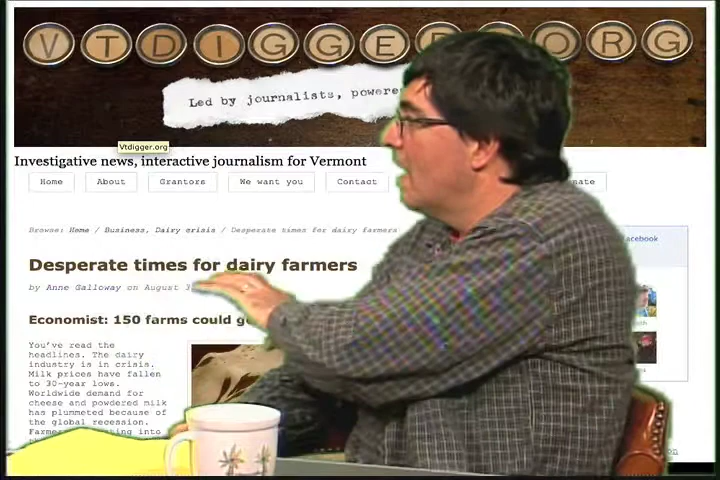 VTDIGGER.ORG
Led by journalists, powere
Vtdigger.org
Investigative news, interactive journalism for Vermont
Home About Grantors We want you Contact nate
facebook
Browse: Home / Business, Dairy crisis / Desperate times for dairy farmers
Desperate times for dairy farmers
by Anne Galloway on August 3
Economist: 150 farms could g
You've read the
headlines. The dairy
industry is in crisis.
Milk prices have fallen
to 30-year lows.
Worldwide demand for
cheese and powdered milk
has plummeted because of
the global recession.